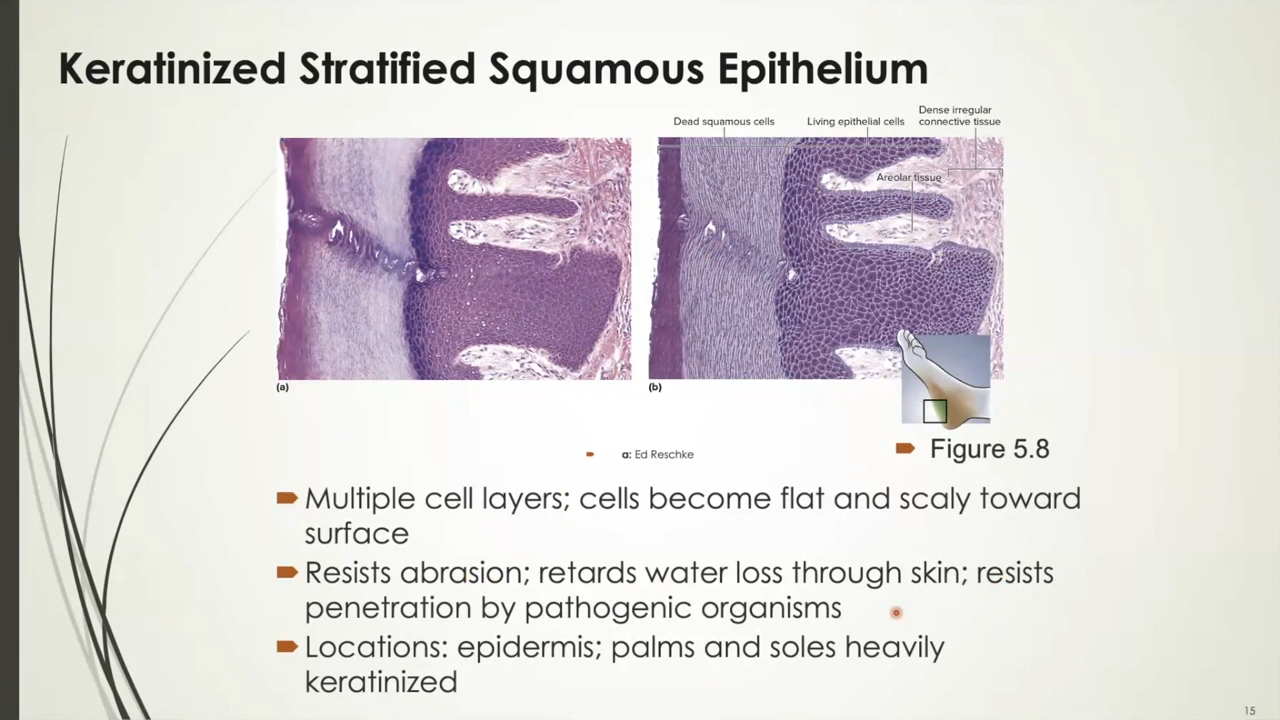 Keratinized Stratified Squamous Epithelium
Dead squamous cells
Living epithelial cells
Dense irregular
connective tissue
Areolar tissue
(a)
(b)
a: Ed Reschke
Figure 5.8
Multiple cell layers; cells become flat and scaly toward
surface
Resists abrasion; retards water loss through skin; resists
penetration by pathogenic organisms
Locations: epidermis; palms and soles heavily
keratinized
15